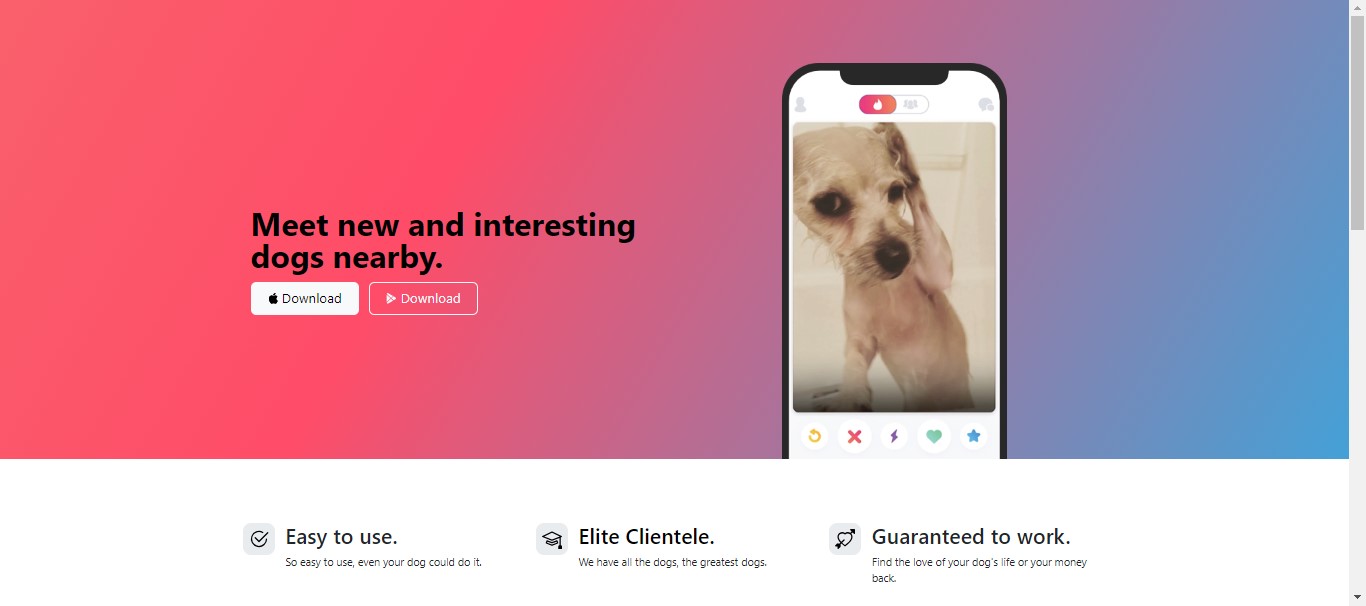 Meet new and interesting
dogs nearby.
Download
Download
Easy to use.
So easy to use, even your dog could do it.
Elite Clientele.
We have all the dogs, the greatest dogs.
Guaranteed to work.
Find the love of your dog's life or your money
back.